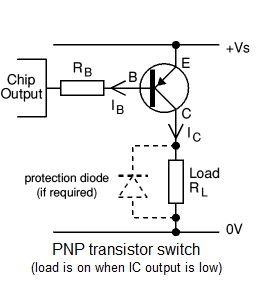 +Vs
Chip
Output
RB
B
E
IB
C
IC
protection diode
(if required)
Load
RL
0V
PNP transistor switch
(load is on when IC output is low)